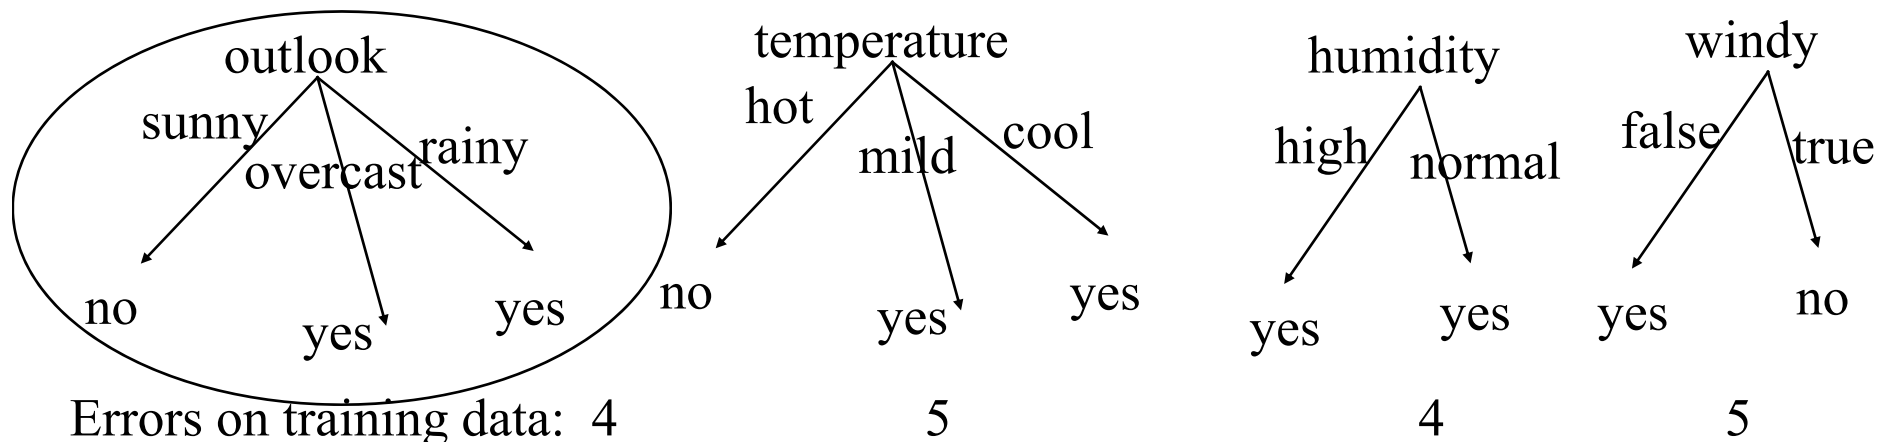 outlook
sunny
overcast
rainy
no
yes
yes
temperature
hot
mild
cool
no
yes
yes
humidity
high
normal
yes
yes
windy
false
true
yes
no
Errors on training data: 4 5 4 5